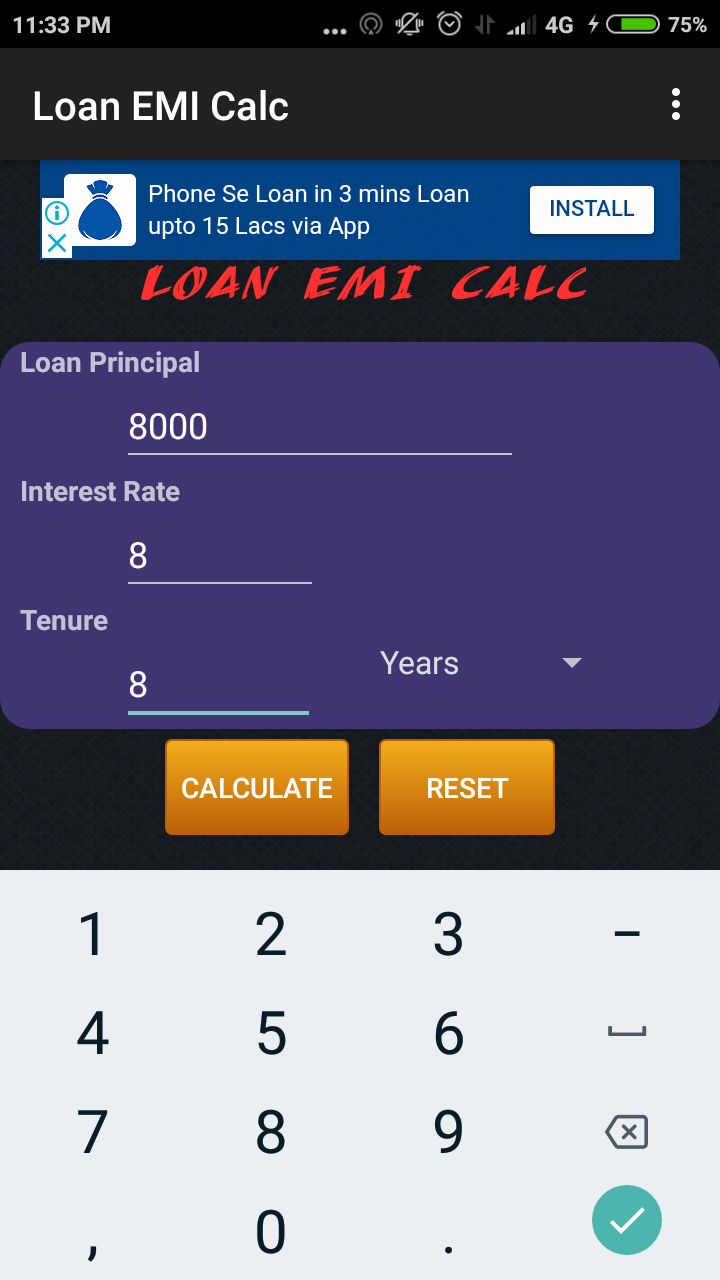 11:33 PM ... 4G 75%
Loan EMI Calc
Phone Se Loan in 3 mins Loan
upto 15 Lacs via App
INSTALL
LOAN EMI CALC
Loan Principal
8000
Interest Rate
8
Tenure
8
Years
CALCULATE RESET
1 2 3 –
4 5 6
7 8 9
, 0 .